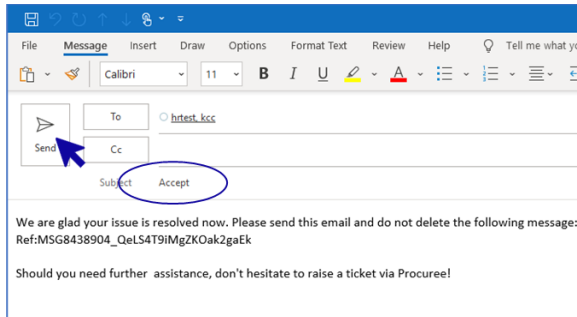 File Message Insert Draw Options Format Text Review Help Tell me what yo
Calibri 11 B I U A
To hrtest, kcc
Send
Cc
Subject Accept
We are glad your issue is resolved now. Please send this email and do not delete the following message:
Ref:MSG8438904_QeLS4T9iMgZKOak2gaEk
Should you need further  assistance, don't hesitate to raise a ticket via Procuree!